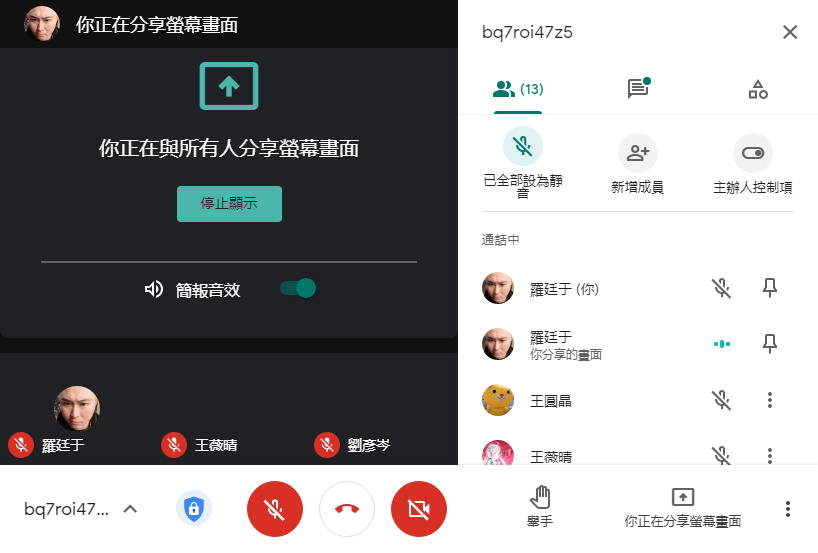 你正在分享螢幕畫面
你正在與所有人分享螢幕畫面
停止顯示
簡報音效
羅廷于
王薇晴
劉彥岑
bq7roi47...
bq7roi47z5
(13)
已全部設為靜
音
新增成員
主辦人控制項
通話中
羅廷于 (你)
羅廷于
你分享的畫面
王圓晶
王薇晴
舉手
你正在分享螢幕畫面